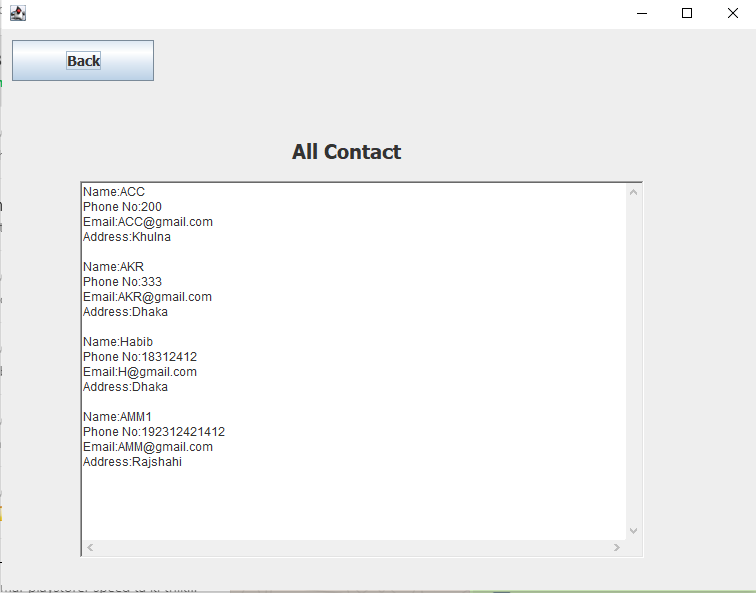 Back
All Contact
Name:ACC
Phone No:200
Email:ACC@gmail.com
Address:Khulna
Name:AKR
Phone No:333
Email:AKR@gmail.com
Address:Dhaka
Name:Habib
Phone No:18312412
Email:H@gmail.com
Address:Dhaka
Name:AMM1
Phone No:192312421412
Email:AMM@gmail.com
Address:Rajshahi